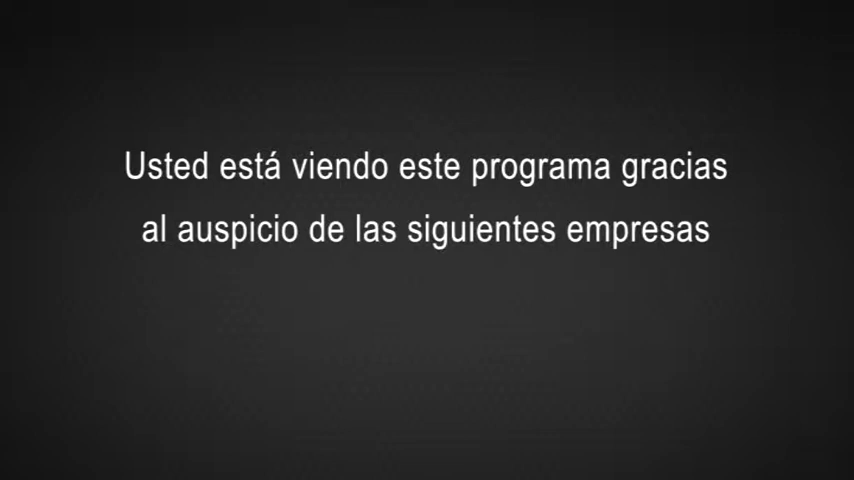 Usted está viendo este programa gracias
al auspicio de las siguientes empresas